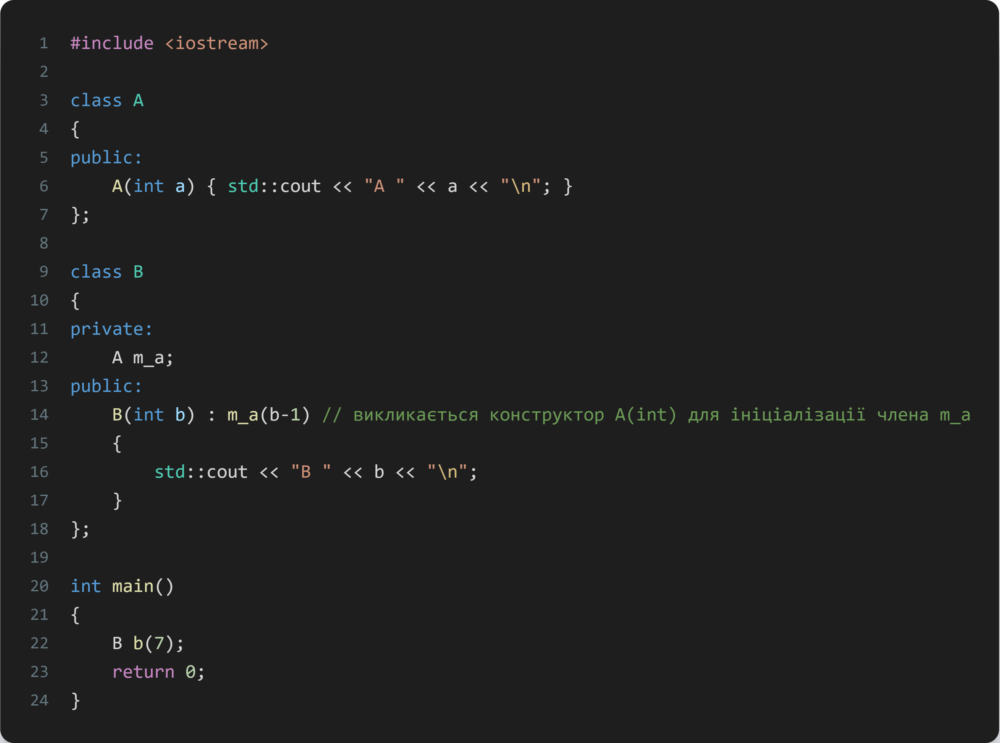 1 #include <iostream>
2
3 class A
4 {
5 public:
6     A(int a) { std::cout << "A " << a << "\n"; }
7 };
8
9 class B
10 {
11 private:
12     A m_a;
13 public:
14     B(int b) : m_a(b-1) // викликається конструктор A(int) для ініціалізації члена m_a
15     {
16         std::cout << "B " << b << "\n";
17     }
18 };
19
20 int main()
21 {
22     B b(7);
23     return 0;
24 }